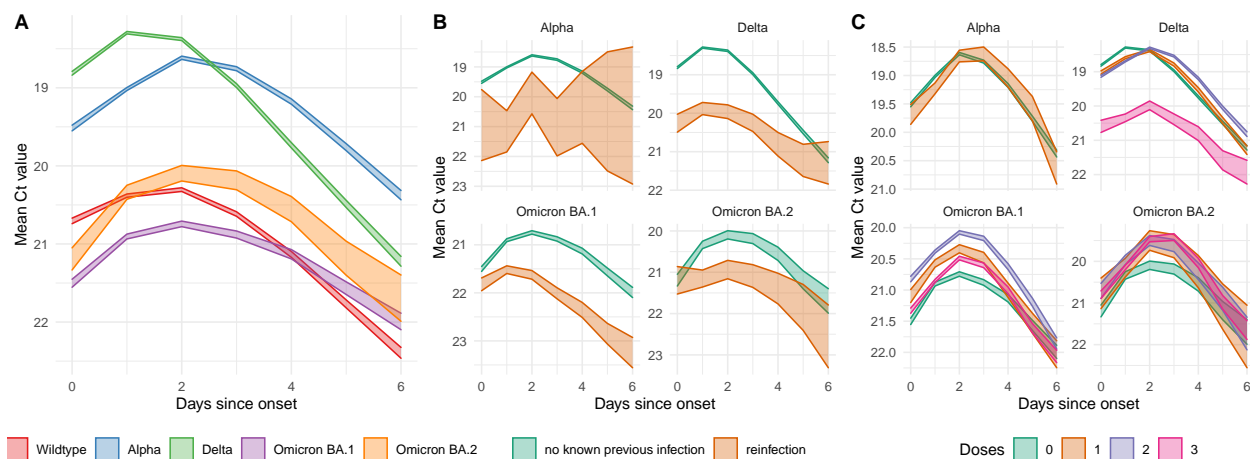 A
Mean Ct value
19
20
21
22
0
2
4
6
Days since onset
Wildtype
Alpha
Delta
Omicron BA.1
Omicron BA.2
B
Mean Ct value
Alpha
Delta
19
20
21
22
23
19
20
21
22
Omicron BA.1
Omicron BA.2
21
22
23
20
21
22
23
0
2
4
6
0
2
4
6
Days since onset
no known previous infection
reinfection
C
Mean Ct value
Alpha
Delta
18.5
19.0
19.5
20.0
20.5
21.0
19
20
21
22
Omicron BA.1
Omicron BA.2
20.0
20.5
21.0
21.5
22.0
20
21
22
0
2
4
6
0
2
4
6
Days since onset
Doses
0
1
2
3